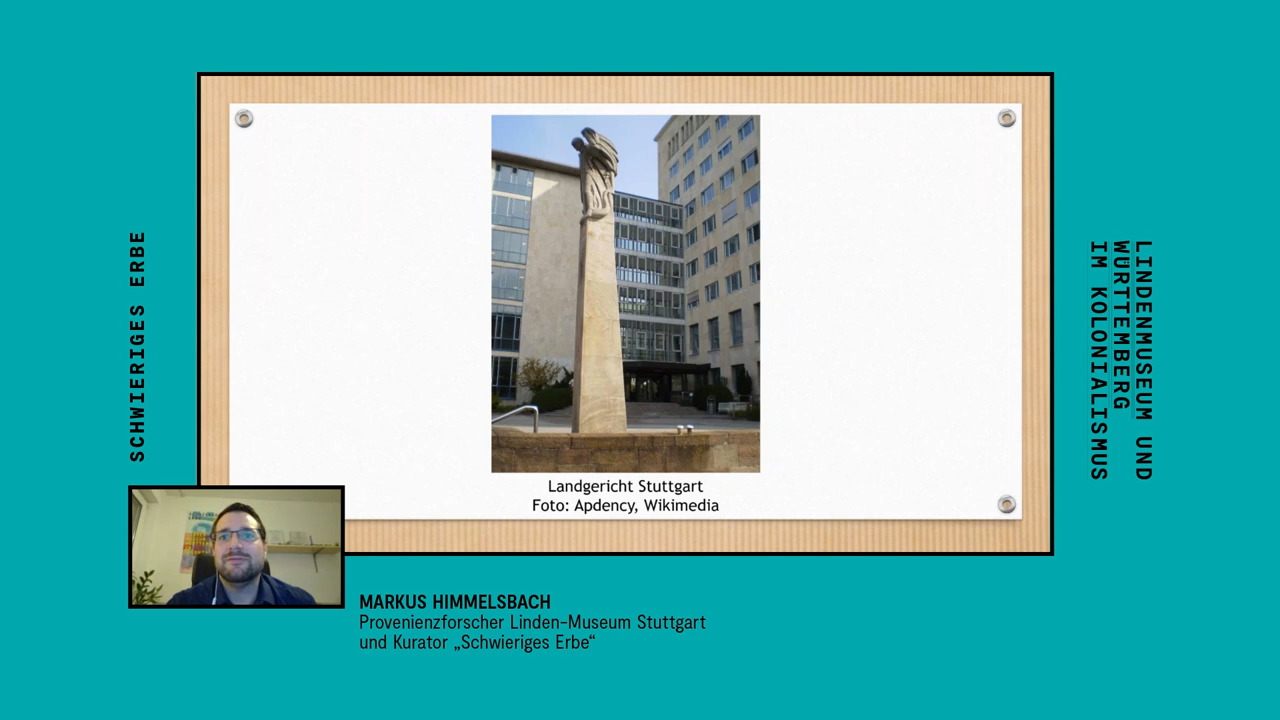 SCHWIERIGES ERBE
Landgericht Stuttgart
Foto: Apdency, Wikimedia
LINDENMUSEUM UND
WÜRTTEMBERG
IM KOLONIALISMUS
MARKUS HIMMELSBACH
Provenienzforscher Linden-Museum Stuttgart
und Kurator „Schwieriges Erbe“